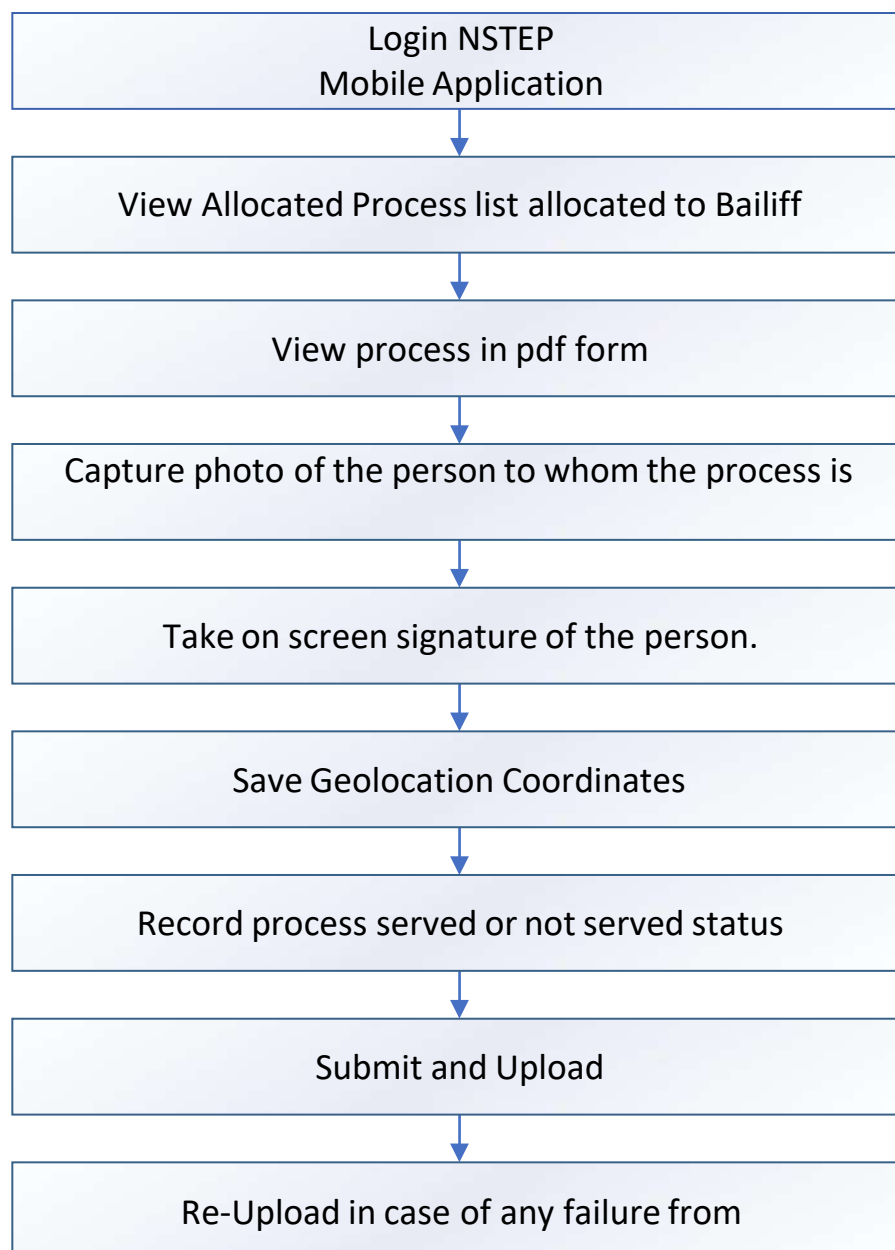 Login NSTEP
Mobile Application
View Allocated Process list allocated to Bailiff
View process in pdf form
Capture photo of the person to whom the process is
Take on screen signature of the person.
Save Geolocation Coordinates
Record process served or not served status
Submit and Upload
Re-Upload in case of any failure from